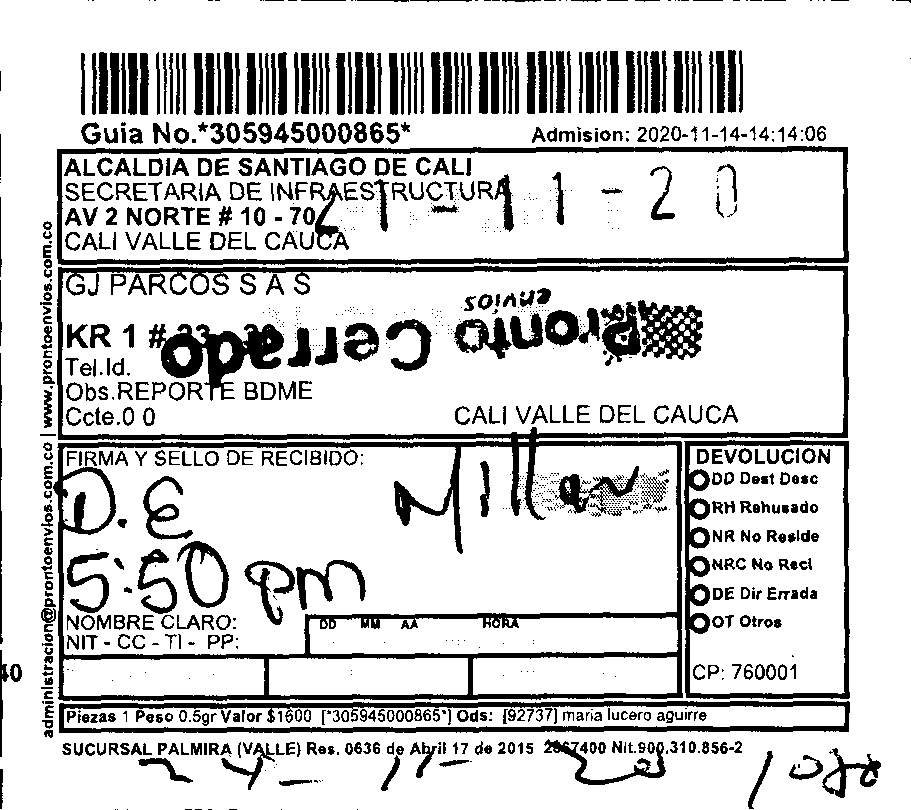 Guia No.*305945000865*
Admision: 2020-11-14-14:14:06
ALCALDIA DE SANTIAGO DE CALI
SECRETARIA DE INFRAESTRUCTURA
AV 2 NORTE # 10 - 70
CALI VALLE DEL CAUCA
21-11-20
GJ PARCOS S A S
KR 1 #
Pronto envios
Cerrado
Tel.Id.
Obs.REPORTE BDME
Ccte.0 0
CALI VALLE DEL CAUCA
FIRMA Y SELLO DE RECIBIDO:
D.E
Millan
5:50 pm
NOMBRE CLARO:
NIT - CC - TI - PP:
DD MM AA HORA
DEVOLUCION
DD Dest Desc
RH Rehusado
NR No Reside
NRC No Recl
DE Dir Errada
OT Otros
CP: 760001
Piezas 1 Peso 0.5gr Valor $1600 [*305945000865*] Ods: [92737] maria lucero aguirre
SUCURSAL PALMIRA (VALLE) Res. 0636 de Abril 17 de 2015 2867400 Nit.900.310.856-2
administracion@prontoenvios.com.co | www.prontoenvios.com.co
40